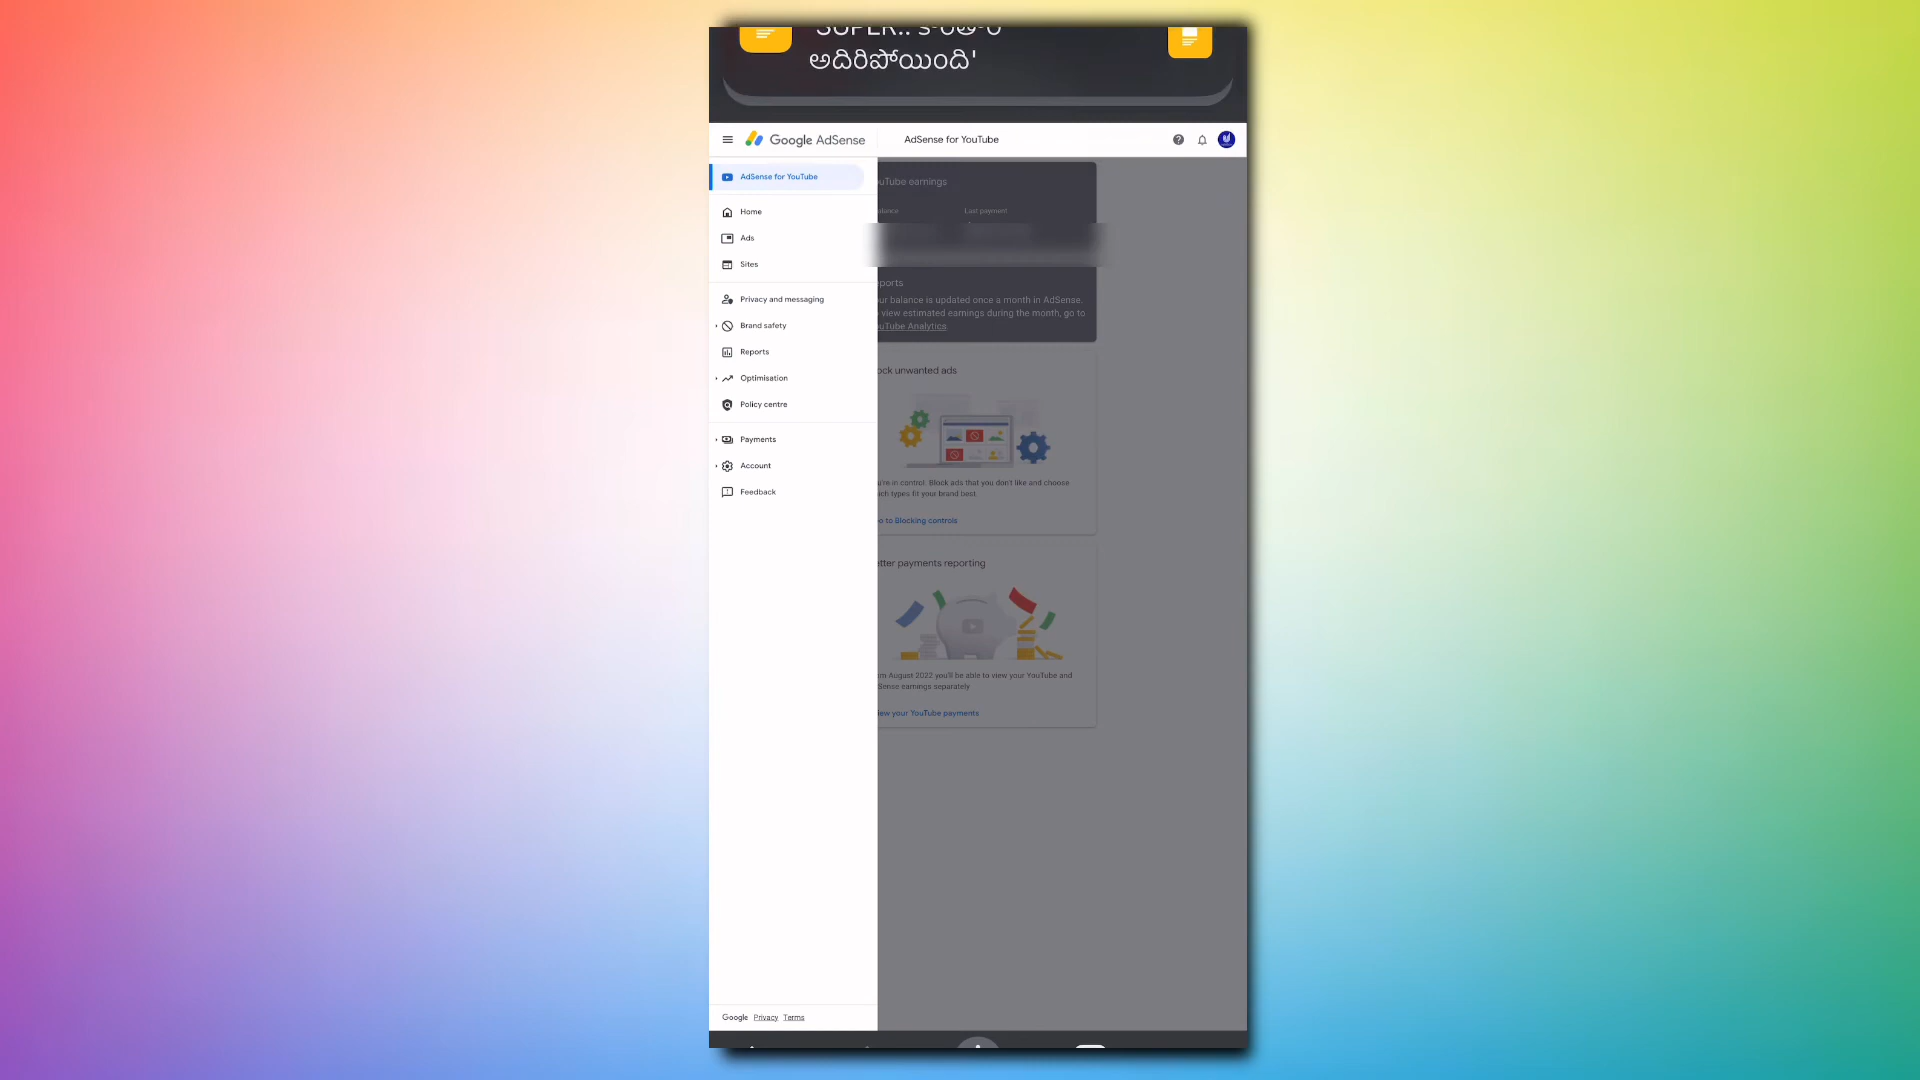 అదిరిపోయింది'
Google AdSense
AdSense for YouTube
AdSense for YouTube
Home
Ads
Sites
Privacy and messaging
Brand safety
Reports
Optimisation
Policy centre
Payments
Account
Feedback
Google Privacy Terms
uTube earnings
alance Last payment
ports
ur balance is updated once a month in AdSense.
view estimated earnings during the month, go to
uTube Analytics
ock unwanted ads
u're in control. Block ads that you don't like and choose
ich types fit your brand best
o to Blocking controls
tter payments reporting
m August 2022 you'll be able to view your YouTube and
Sense earnings separately
iew your YouTube payments